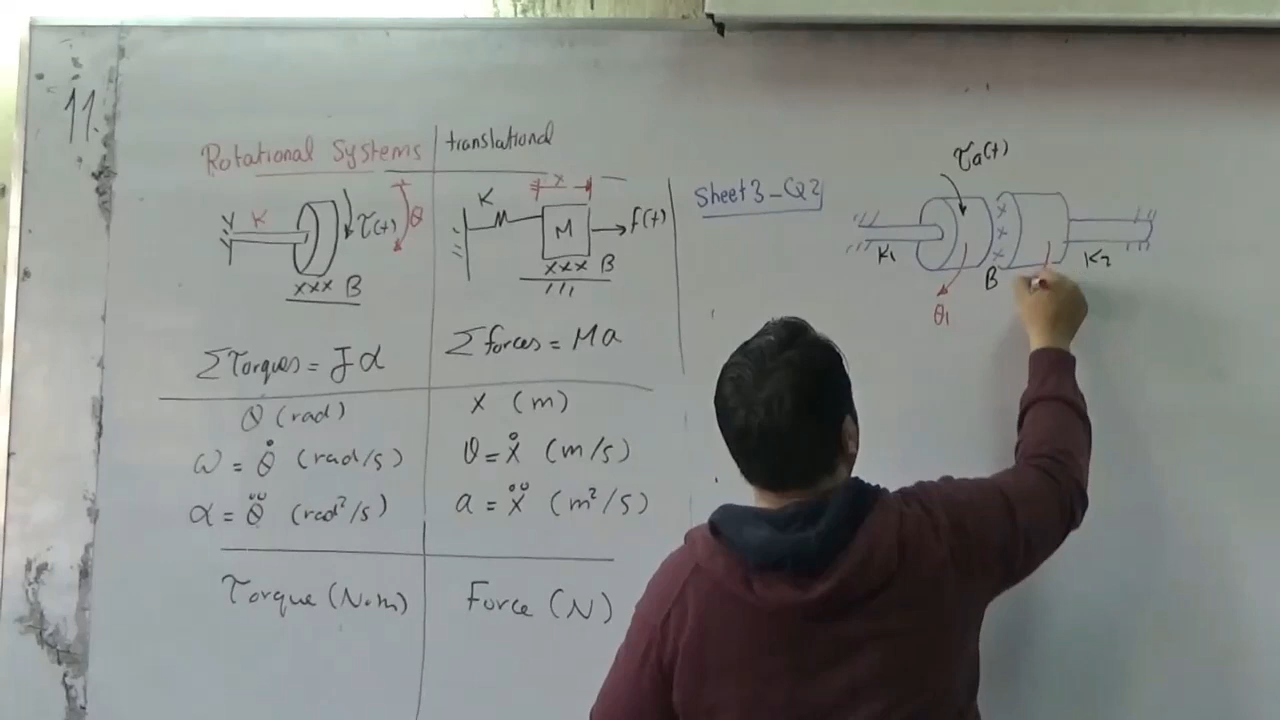 11.
Rotational Systems
translational
K
τ(t)
θ
xxx B
K
x
M
f(t)
xxx B
Σ Torques = J α
Σ forces = M a
θ (rad)
x (m)
ω = θ̇ (rad/s)
v = ẋ (m/s)
α = θ̈ (rad²/s)
a = ẍ (m²/s)
Torque (N.m)
Force (N)
Sheet 3 - Q2
τa(t)
K1
B
K2
θ1